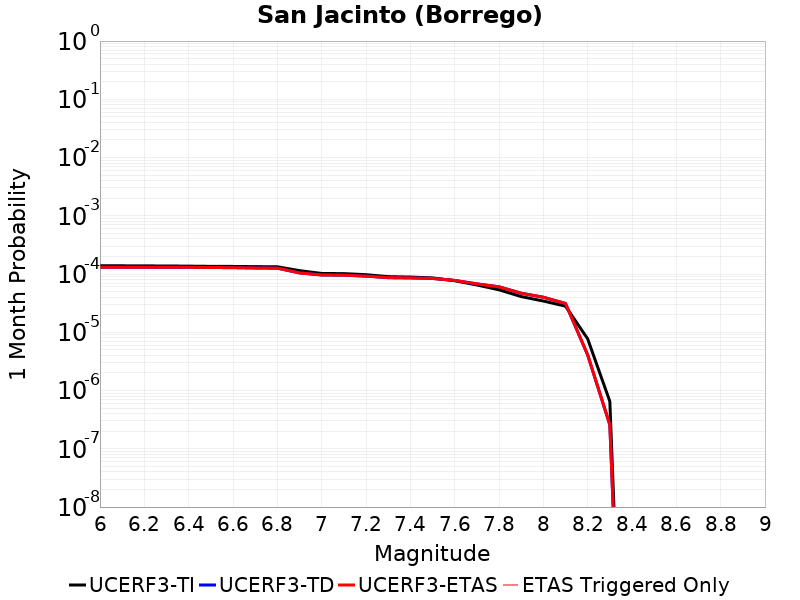 San Jacinto (Borrego)
10^0
10^-1
10^-2
10^-3
10^-4
10^-5
10^-6
10^-7
10^-8
1 Month Probability
6 6.2 6.4 6.6 6.8 7 7.2 7.4 7.6 7.8 8 8.2 8.4 8.6 8.8 9
Magnitude
UCERF3-TI UCERF3-TD UCERF3-ETAS ETAS Triggered Only